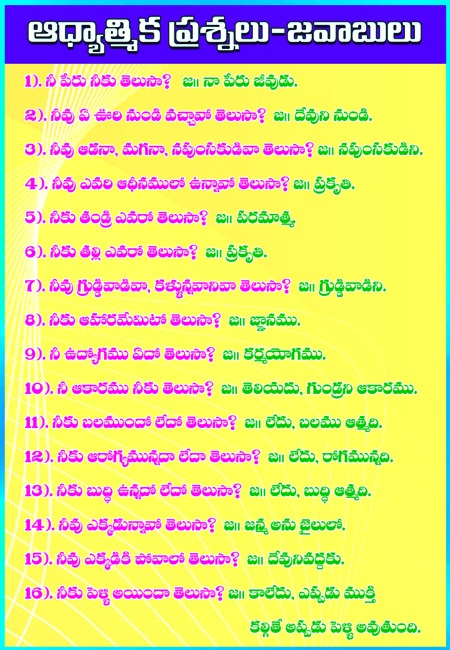 ఆధ్యాత్మిక ప్రశ్నలు-జవాబులు
1). నీ పేరు నీకు తెలుసా? జ॥ నా పేరు జీవుడు.
2). నీవు ఏ ఊరి నుండి వచ్చావో తెలుసా? జ॥ దేవుని నుండి.
3). నీవు ఆడనా, మగనా, నపుంసకుడివా తెలుసా? జ॥ నపుంసకుడిని.
4). నీవు ఎవరి ఆధీనములో ఉన్నావో తెలుసా? జ॥ ప్రకృతి.
5). నీకు తండ్రి ఎవరో తెలుసా? జ॥ పరమాత్మ
6). నీకు తల్లి ఎవరో తెలుసా? జ॥ ప్రకృతి.
7). నీవు గ్రుడ్డివాడివా, కళ్ళున్నవానివా తెలుసా? జ॥ గ్రుడ్డివాడిని.
8). నీకు ఆహారమేమిటో తెలుసా? జ॥ జ్ఞానము.
9). నీ ఉద్యోగము ఏదో తెలుసా? జ॥ కర్మయోగము.
10). నీ ఆకారము నీకు తెలుసా? జ॥ తెలియదు, గుండ్రని ఆకారము.
11). నీకు బలముందో లేదో తెలుసా? జ॥ లేదు, బలము ఆత్మది.
12). నీకు ఆరోగ్యమున్నదా లేదా తెలుసా? జ॥ లేదు, రోగమున్నది.
13). నీకు బుద్ధి ఉన్నదో లేదో తెలుసా? జ॥ లేదు, బుద్ధి ఆత్మది.
14). నీవు ఎక్కడున్నావో తెలుసా? జ॥ జన్మ అను జైలులో.
15). నీవు ఎక్కడికి పోవాలో తెలుసా? జ॥ దేవునివద్దకు.
16). నీకు పెళ్ళి అయిందా తెలుసా? జ॥ కాలేదు, ఎప్పుడు ముక్తి
కల్గితే అప్పుడు పెళ్ళి అవుతుంది.